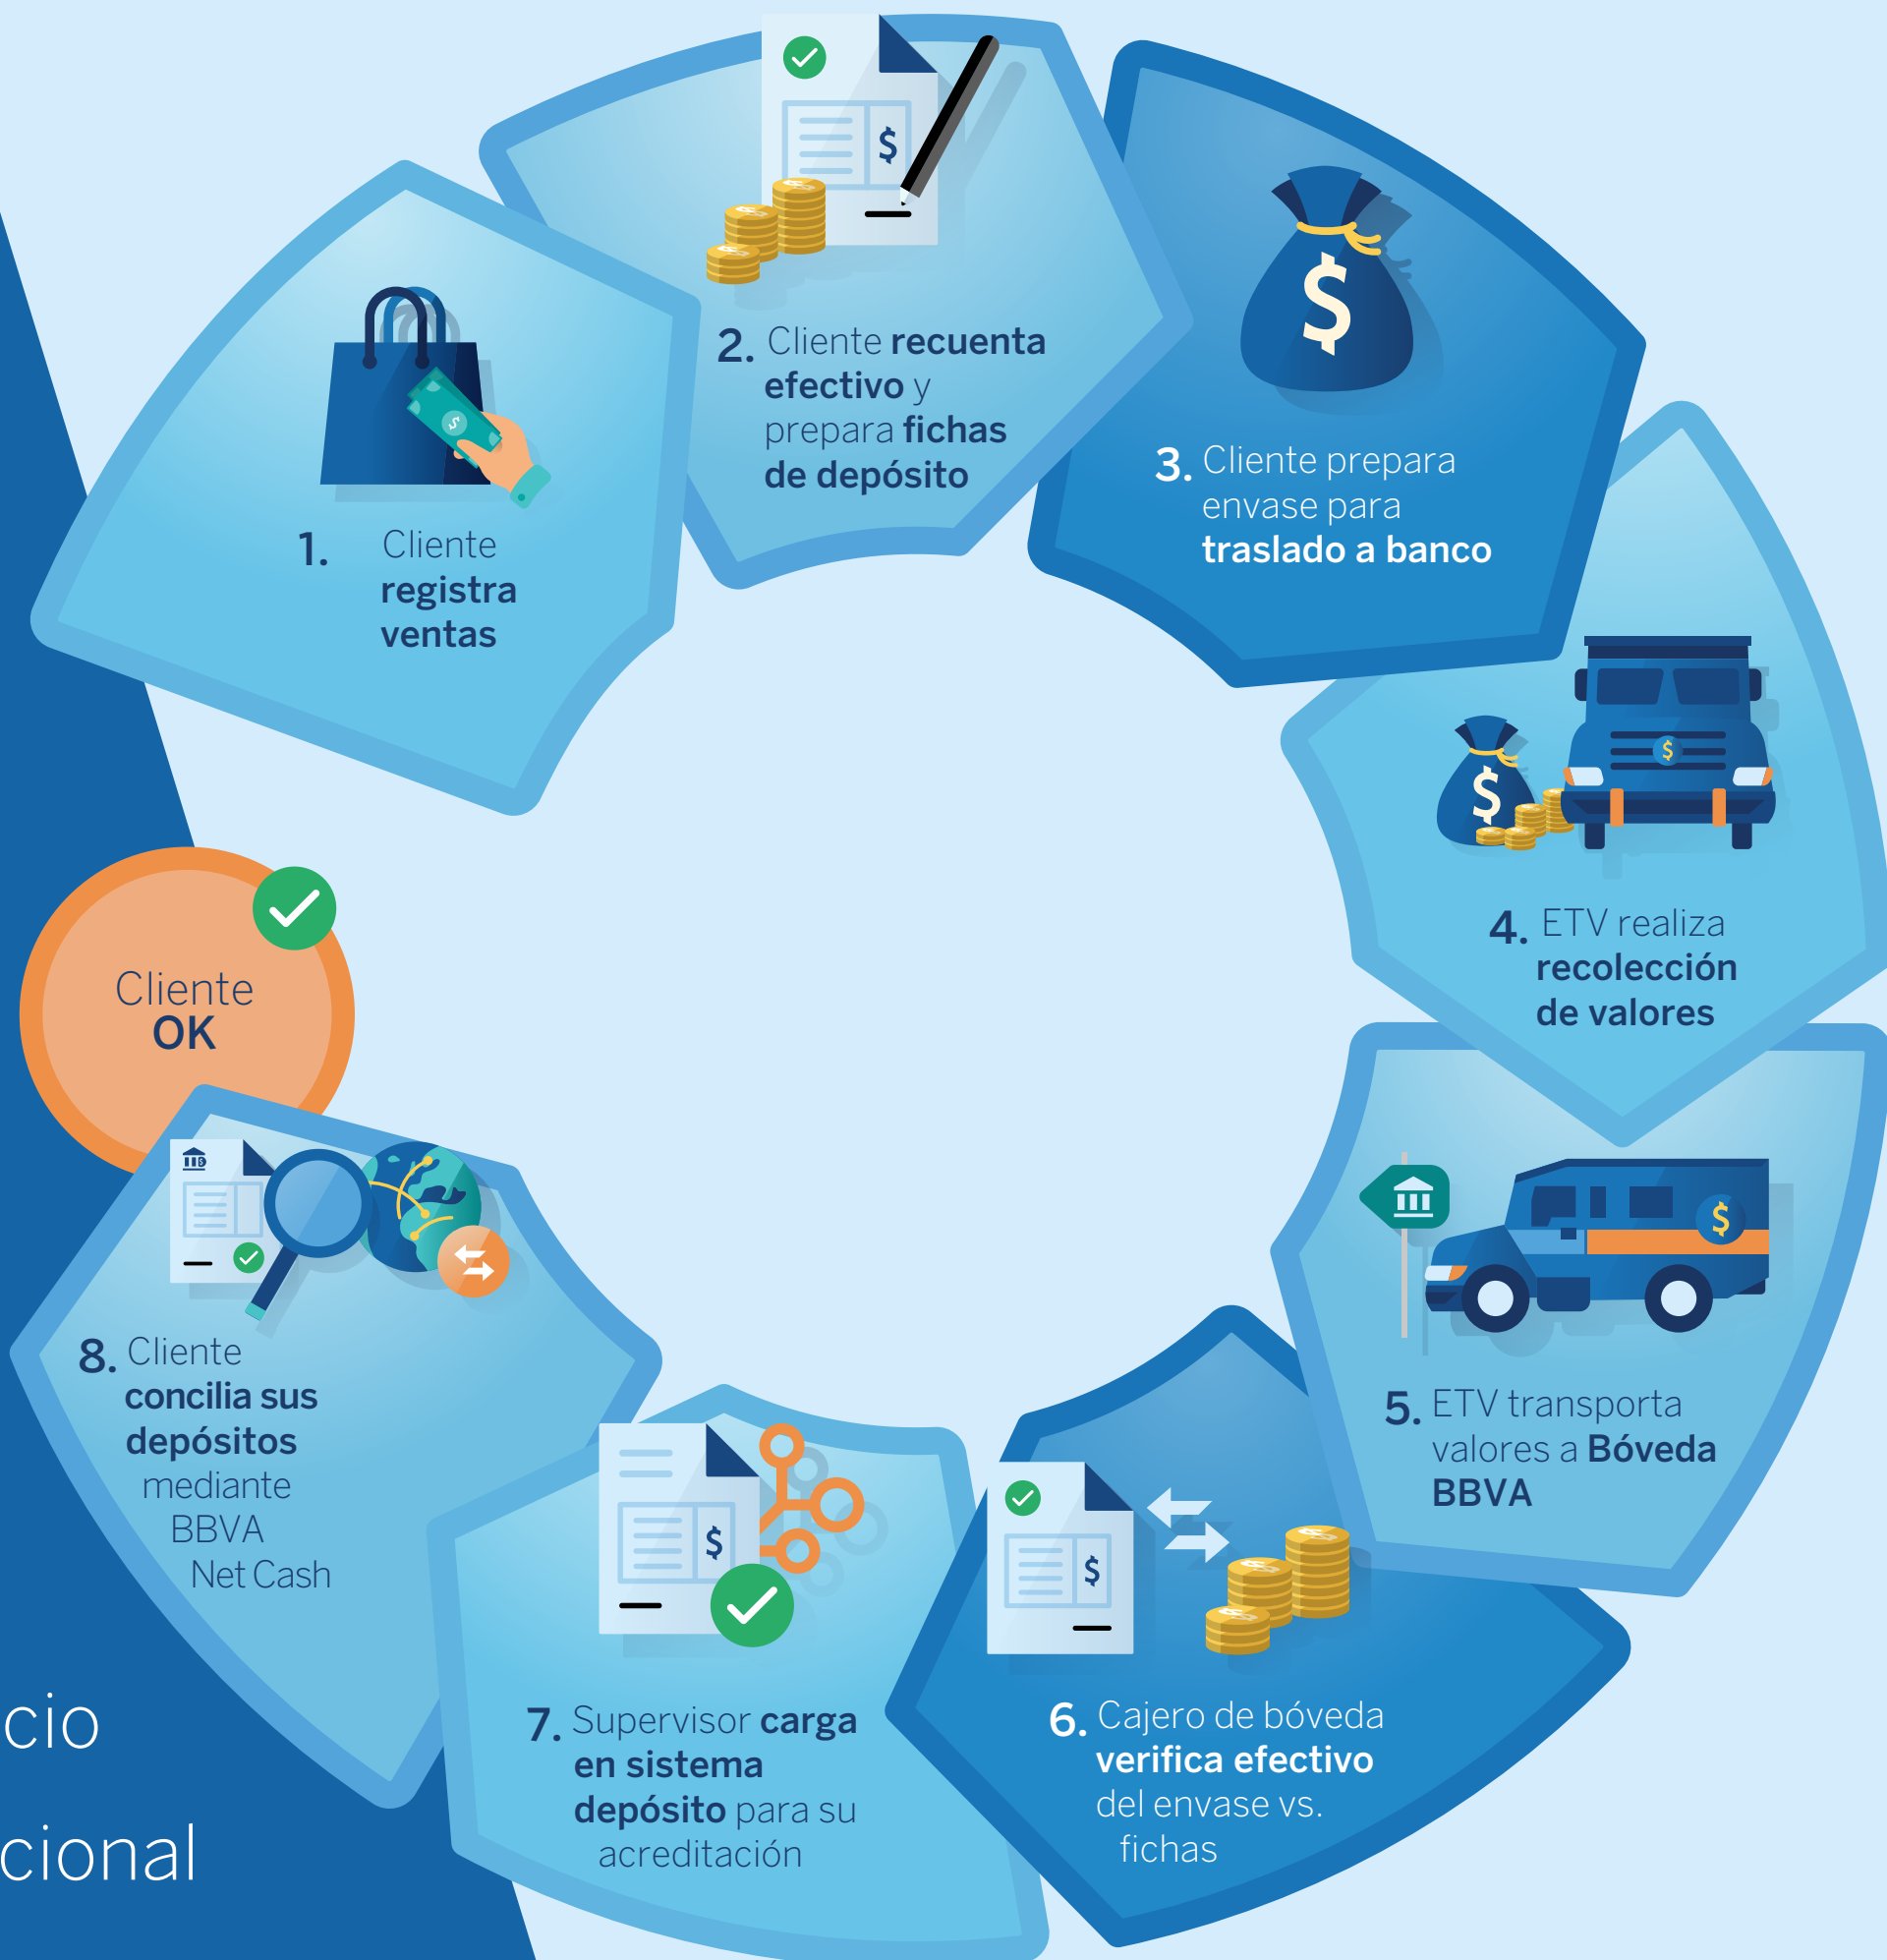 1. Cliente
registra
ventas
2. Cliente recuenta
efectivo y
prepara fichas
de depósito
3. Cliente prepara
envase para
traslado a banco
4. ETV realiza
recolección
de valores
5. ETV transporta
valores a Bóveda
BBVA
6. Cajero de bóveda
verifica efectivo
del envase vs.
fichas
7. Supervisor carga
en sistema
depósito para su
acreditación
8. Cliente
concilia sus
depósitos
mediante
BBVA
Net Cash
Cliente
OK
cio
cional